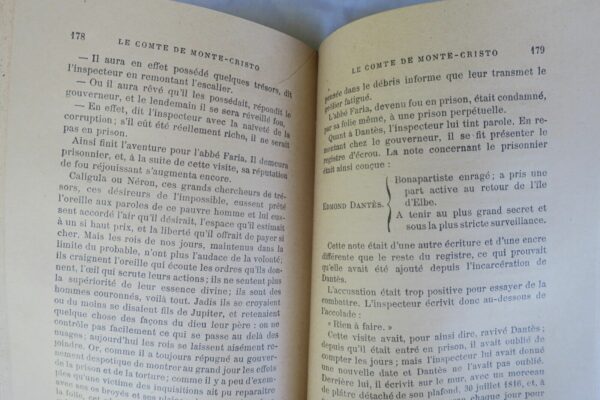 178 LE COMTE DE MONTE-CRISTO
— Il aura en effet possédé quelques trésors, dit
l'inspecteur en remontant l'escalier.
— Ou il aura rêvé qu'il les possédait, répondit le
gouverneur, et le lendemain il se sera réveillé fou.
— En effet, dit l'inspecteur avec la naïveté de la
corruption; s'il eût été réellement riche, il ne serait
pas en prison.
Ainsi finit l'aventure pour l'abbé Faria. Il demeura
prisonnier, et, à la suite de cette visite, sa réputation
de fou réjouissant s'augmenta encore.
Caligula ou Néron, ces grands chercheurs de tré-
sors, ces désireurs de l'impossible, eussent prêté
l'oreille aux paroles de ce pauvre homme et lui eus-
sent accordé l'air qu'il désirait, l'espace qu'il estimait
à un si haut prix, et la liberté qu'il offrait de payer si
cher. Mais les rois de nos jours, maintenus dans la
limite du probable, n'ont plus l'audace de la volonté;
ils craignent l'oreille qui écoute les ordres qu'ils don-
nent, l'œil qui scrute leurs actions; ils ne sentent plus
la supériorité de leur essence divine; ils sont des
hommes couronnés, voilà tout. Jadis ils se croyaient
ou du moins se disaient fils de Jupiter, et retenaient
quelque chose des façons du dieu leur père : on ne
contrôle pas facilement ce qui se passe au delà des
nuages; aujourd'hui les rois se laissent aisément re-
joindre. Or, comme il a toujours répugné au gouver-
nement despotique de montrer au grand jour les effets
de la prison et de la torture; comme il y a peu d'exem-
ples qu'une victime des inquisitions ait pu reparaître
avec ses os broyés et ses plaies
la folie, cet
LE COMTE DE MONTE-CRISTO 179
pensée dans le débris informe que leur transmet le
geôlier fatigué.
L'abbé Faria, devenu fou en prison, était condamné,
par sa folie même, à une prison perpétuelle.
Quant à Dantès, l'inspecteur lui tint parole. En re-
montant chez le gouverneur, il se fit présenter le
registre d'écrou. La note concernant le prisonnier
était ainsi conçue :
EDMOND DANTÈS.
Bonapartiste enragé; a pris une
part active au retour de l'île
d'Elbe.
A tenir au plus grand secret et
sous la plus stricte surveillance.
Cette note était d'une autre écriture et d'une encre
différente que le reste du registre, ce qui prouvait
qu'elle avait été ajoutée depuis l'incarcération de
Dantès.
L'accusation était trop positive pour essayer de la
combattre. L'inspecteur écrivit donc au-dessous de
l'accolade :
« Rien à faire. »
Cette visite avait, pour ainsi dire, ravivé Dantès;
depuis qu'il était entré en prison, il avait oublié de
compter les jours; mais l'inspecteur lui avait donné
une nouvelle date et Dantès ne l'avait pas oublié.
Derrière lui, il écrivit sur le mur, avec un morceau
de plâtre détaché de son plafond, 30 juillet 1816, et
chaque jour pour